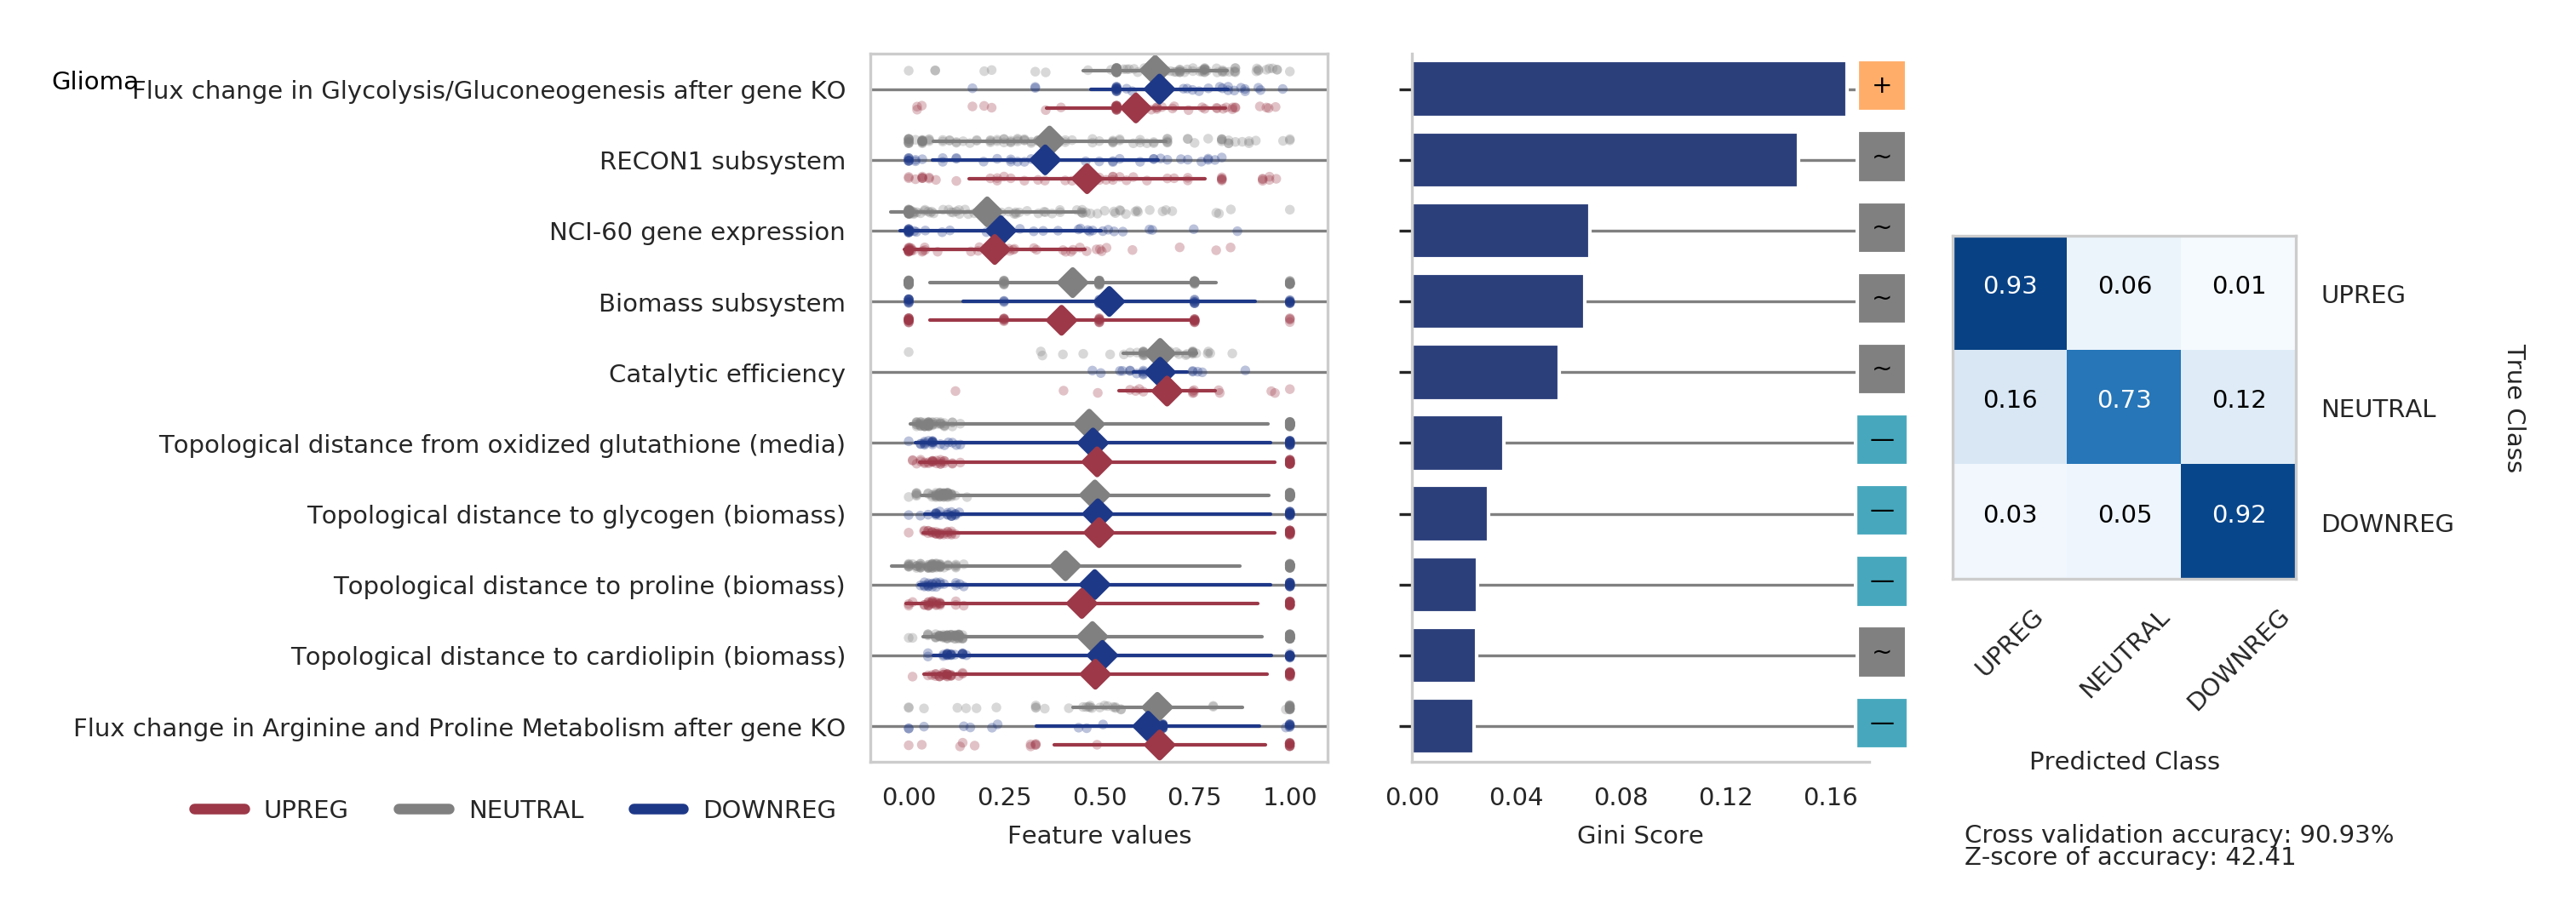 Glioma
Flux change in Glycolysis/Gluconeogenesis after gene KO
RECON1 subsystem
NCI-60 gene expression
Biomass subsystem
Catalytic efficiency
Topological distance from oxidized glutathione (media)
Topological distance to glycogen (biomass)
Topological distance to proline (biomass)
Topological distance to cardiolipin (biomass)
Flux change in Arginine and Proline Metabolism after gene KO
UPREG NEUTRAL DOWNREG
0.00 0.25 0.50 0.75 1.00
Feature values
0.00 0.04 0.08 0.12 0.16
Gini Score
+
~
~
~
~
—
—
—
~
—
0.93 0.06 0.01 UPREG
0.16 0.73 0.12 NEUTRAL
0.03 0.05 0.92 DOWNREG
True Class
UPREG NEUTRAL DOWNREG
Predicted Class
Cross validation accuracy: 90.93%
Z-score of accuracy: 42.41